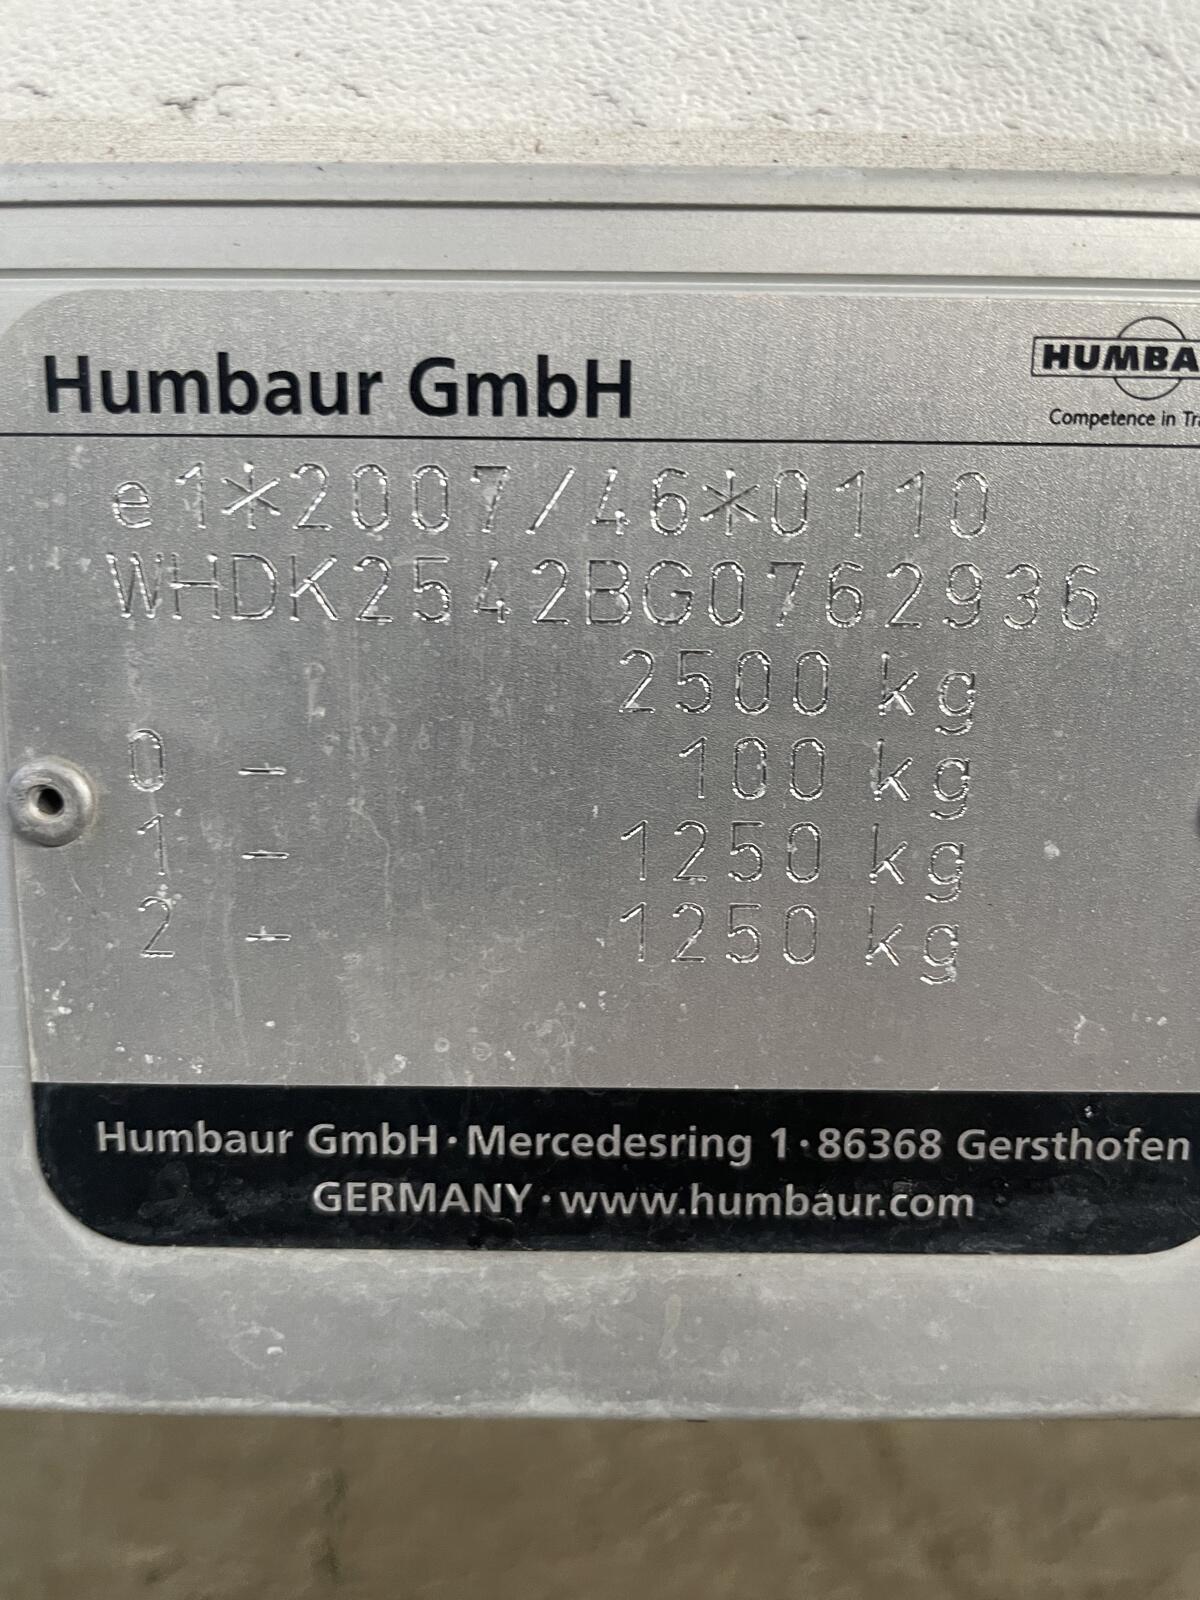 Humbaur GmbH
HUMBA
Competence in
e1*2007/46*0110
WHDK2542BG0762936
2500 kg
0 - 100 kg
1 - 1250 kg
2 - 1250 kg
Humbaur GmbH · Mercedesring 1 · 86368 Gersthofen
GERMANY · www.humbaur.com